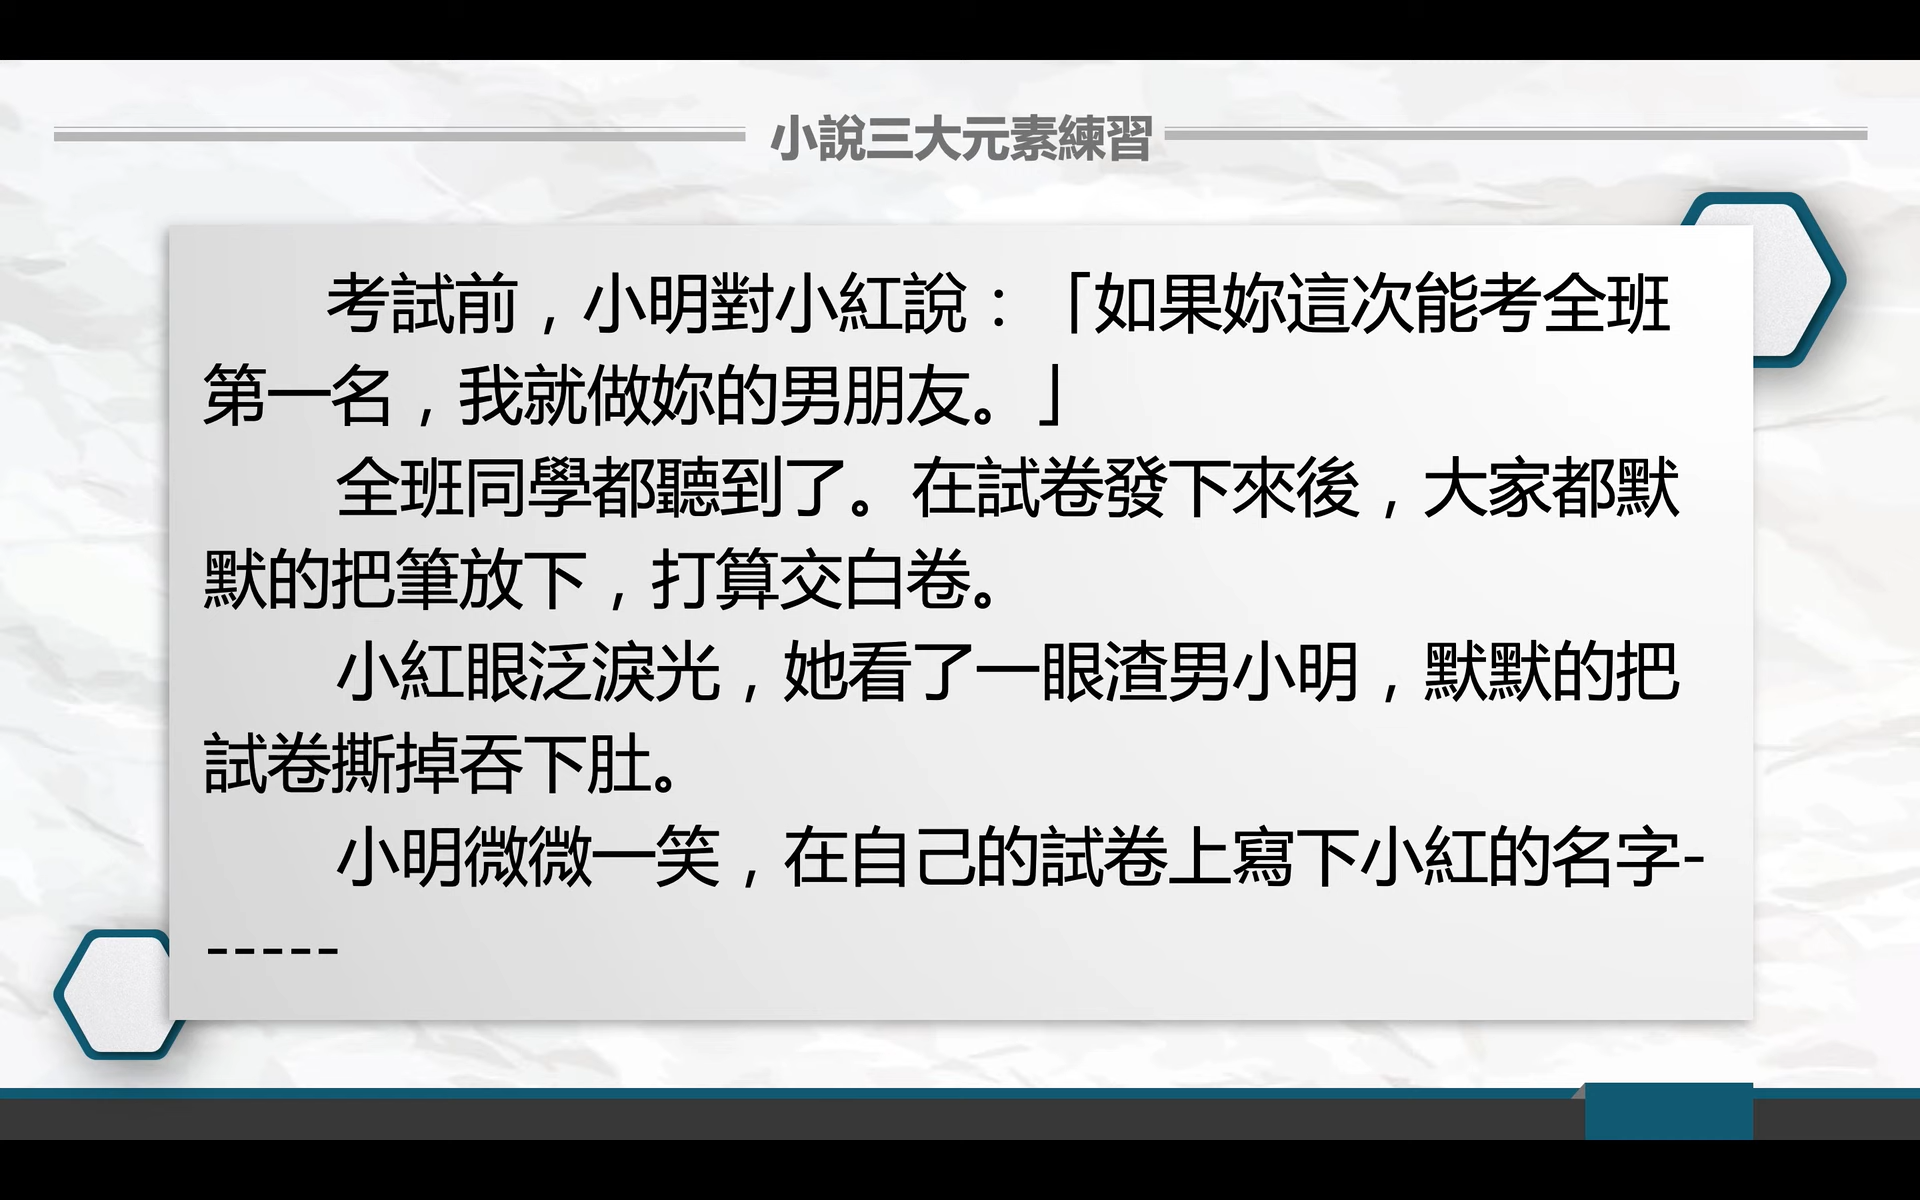 小說三大元素練習
考試前，小明對小紅說：「如果妳這次能考全班
第一名，我就做妳的男朋友。」
全班同學都聽到了。在試卷發下來後，大家都默
默的把筆放下，打算交白卷。
小紅眼泛淚光，她看了一眼渣男小明，默默的把
試卷撕掉吞下肚。
小明微微一笑，在自己的試卷上寫下小紅的名字-
-----